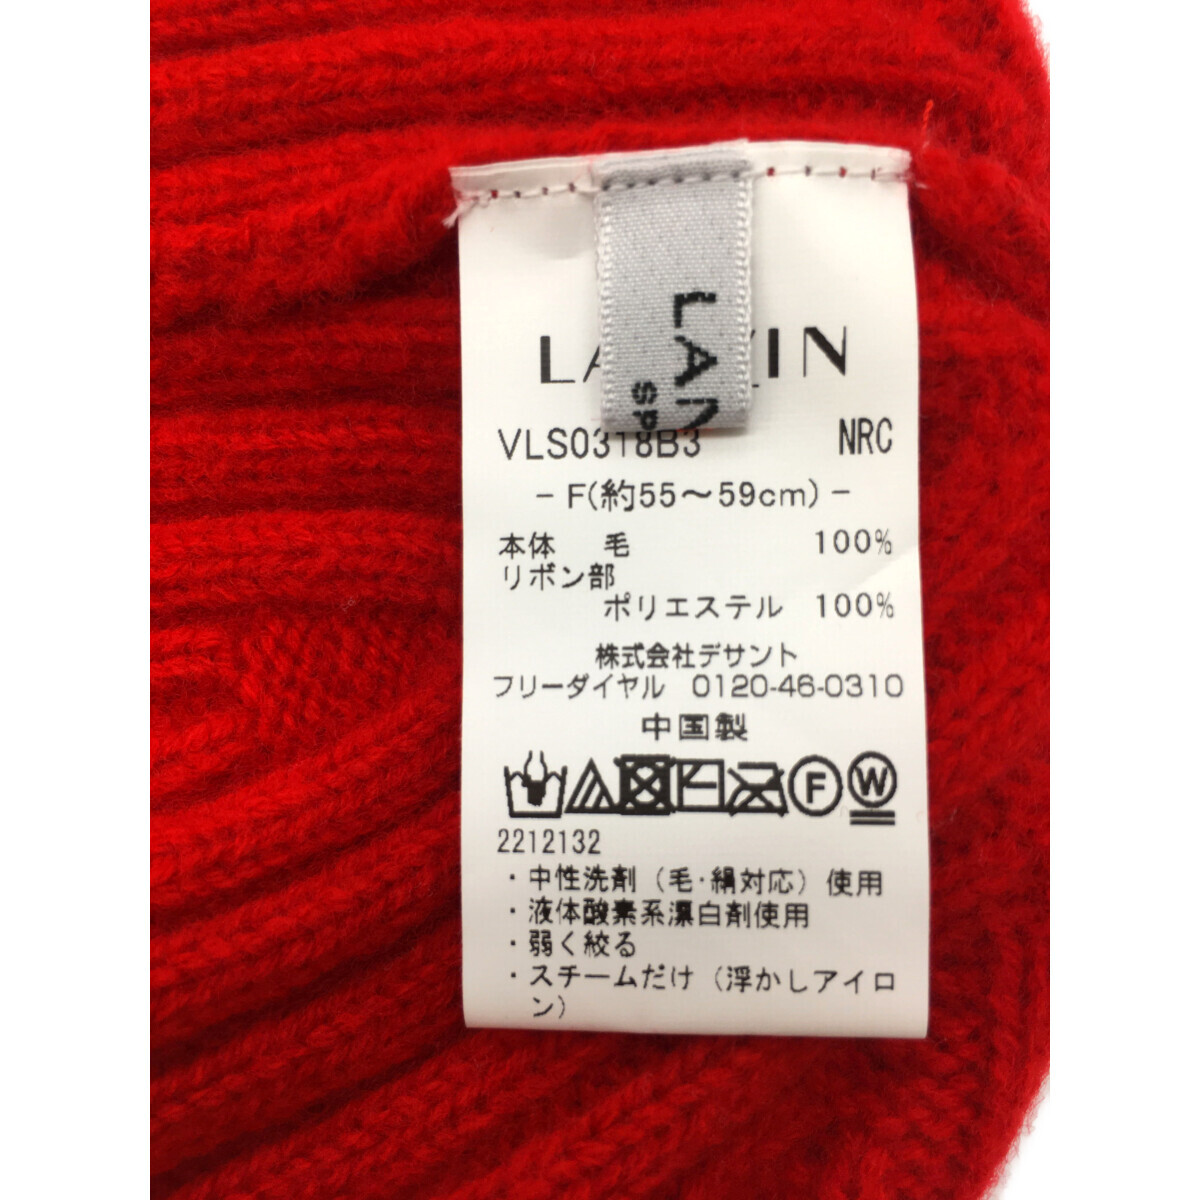 LAN
SP
VLS0318B3 NRC
- F(約55～59cm) -
本体 毛 100%
リボン部
ポリエステル 100%
株式会社デサント
フリーダイヤル 0120-46-0310
中国製
F W
2212132
・中性洗剤（毛・絹対応）使用
・液体酸素系漂白剤使用
・弱く絞る
・スチームだけ（浮かしアイロ
ン）